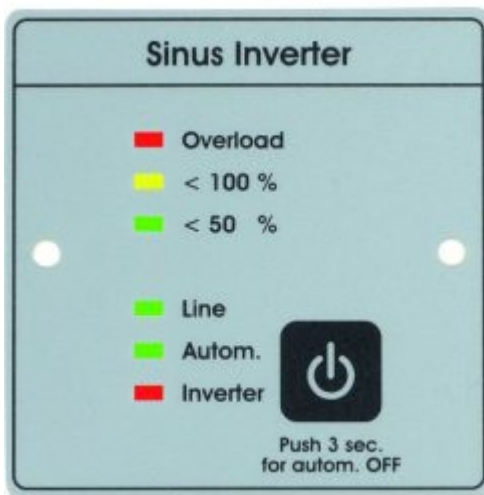 Sinus Inverter
Overload
< 100 %
< 50 %
Line
Autom.
Inverter
Push 3 sec.
for autom. OFF